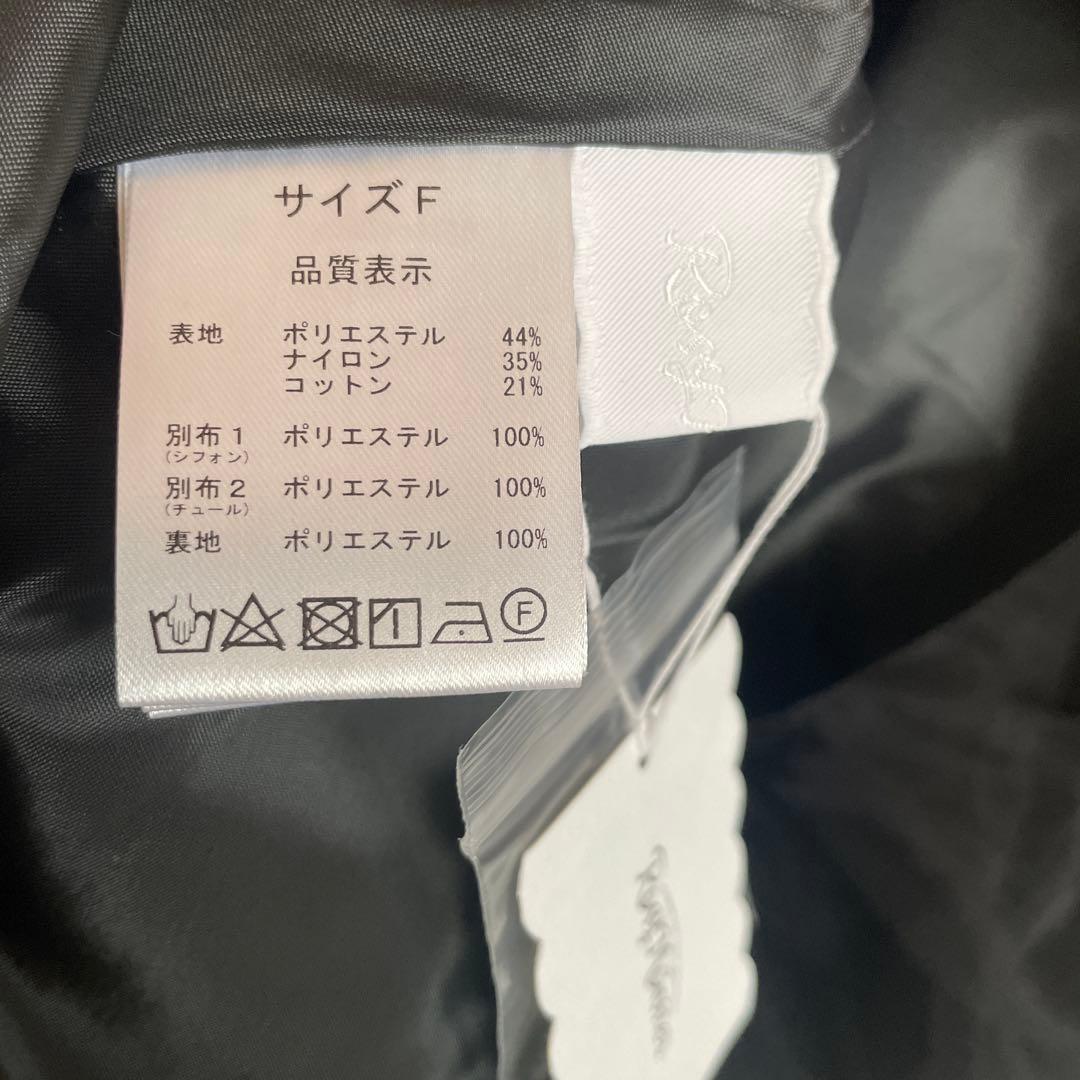 サイズF
品質表示
表地 ポリエステル 44%
ナイロン 35%
コットン 21%
別布1 ポリエステル 100%
(シフォン)
別布2 ポリエステル 100%
(チュール)
裏地 ポリエステル 100%
F